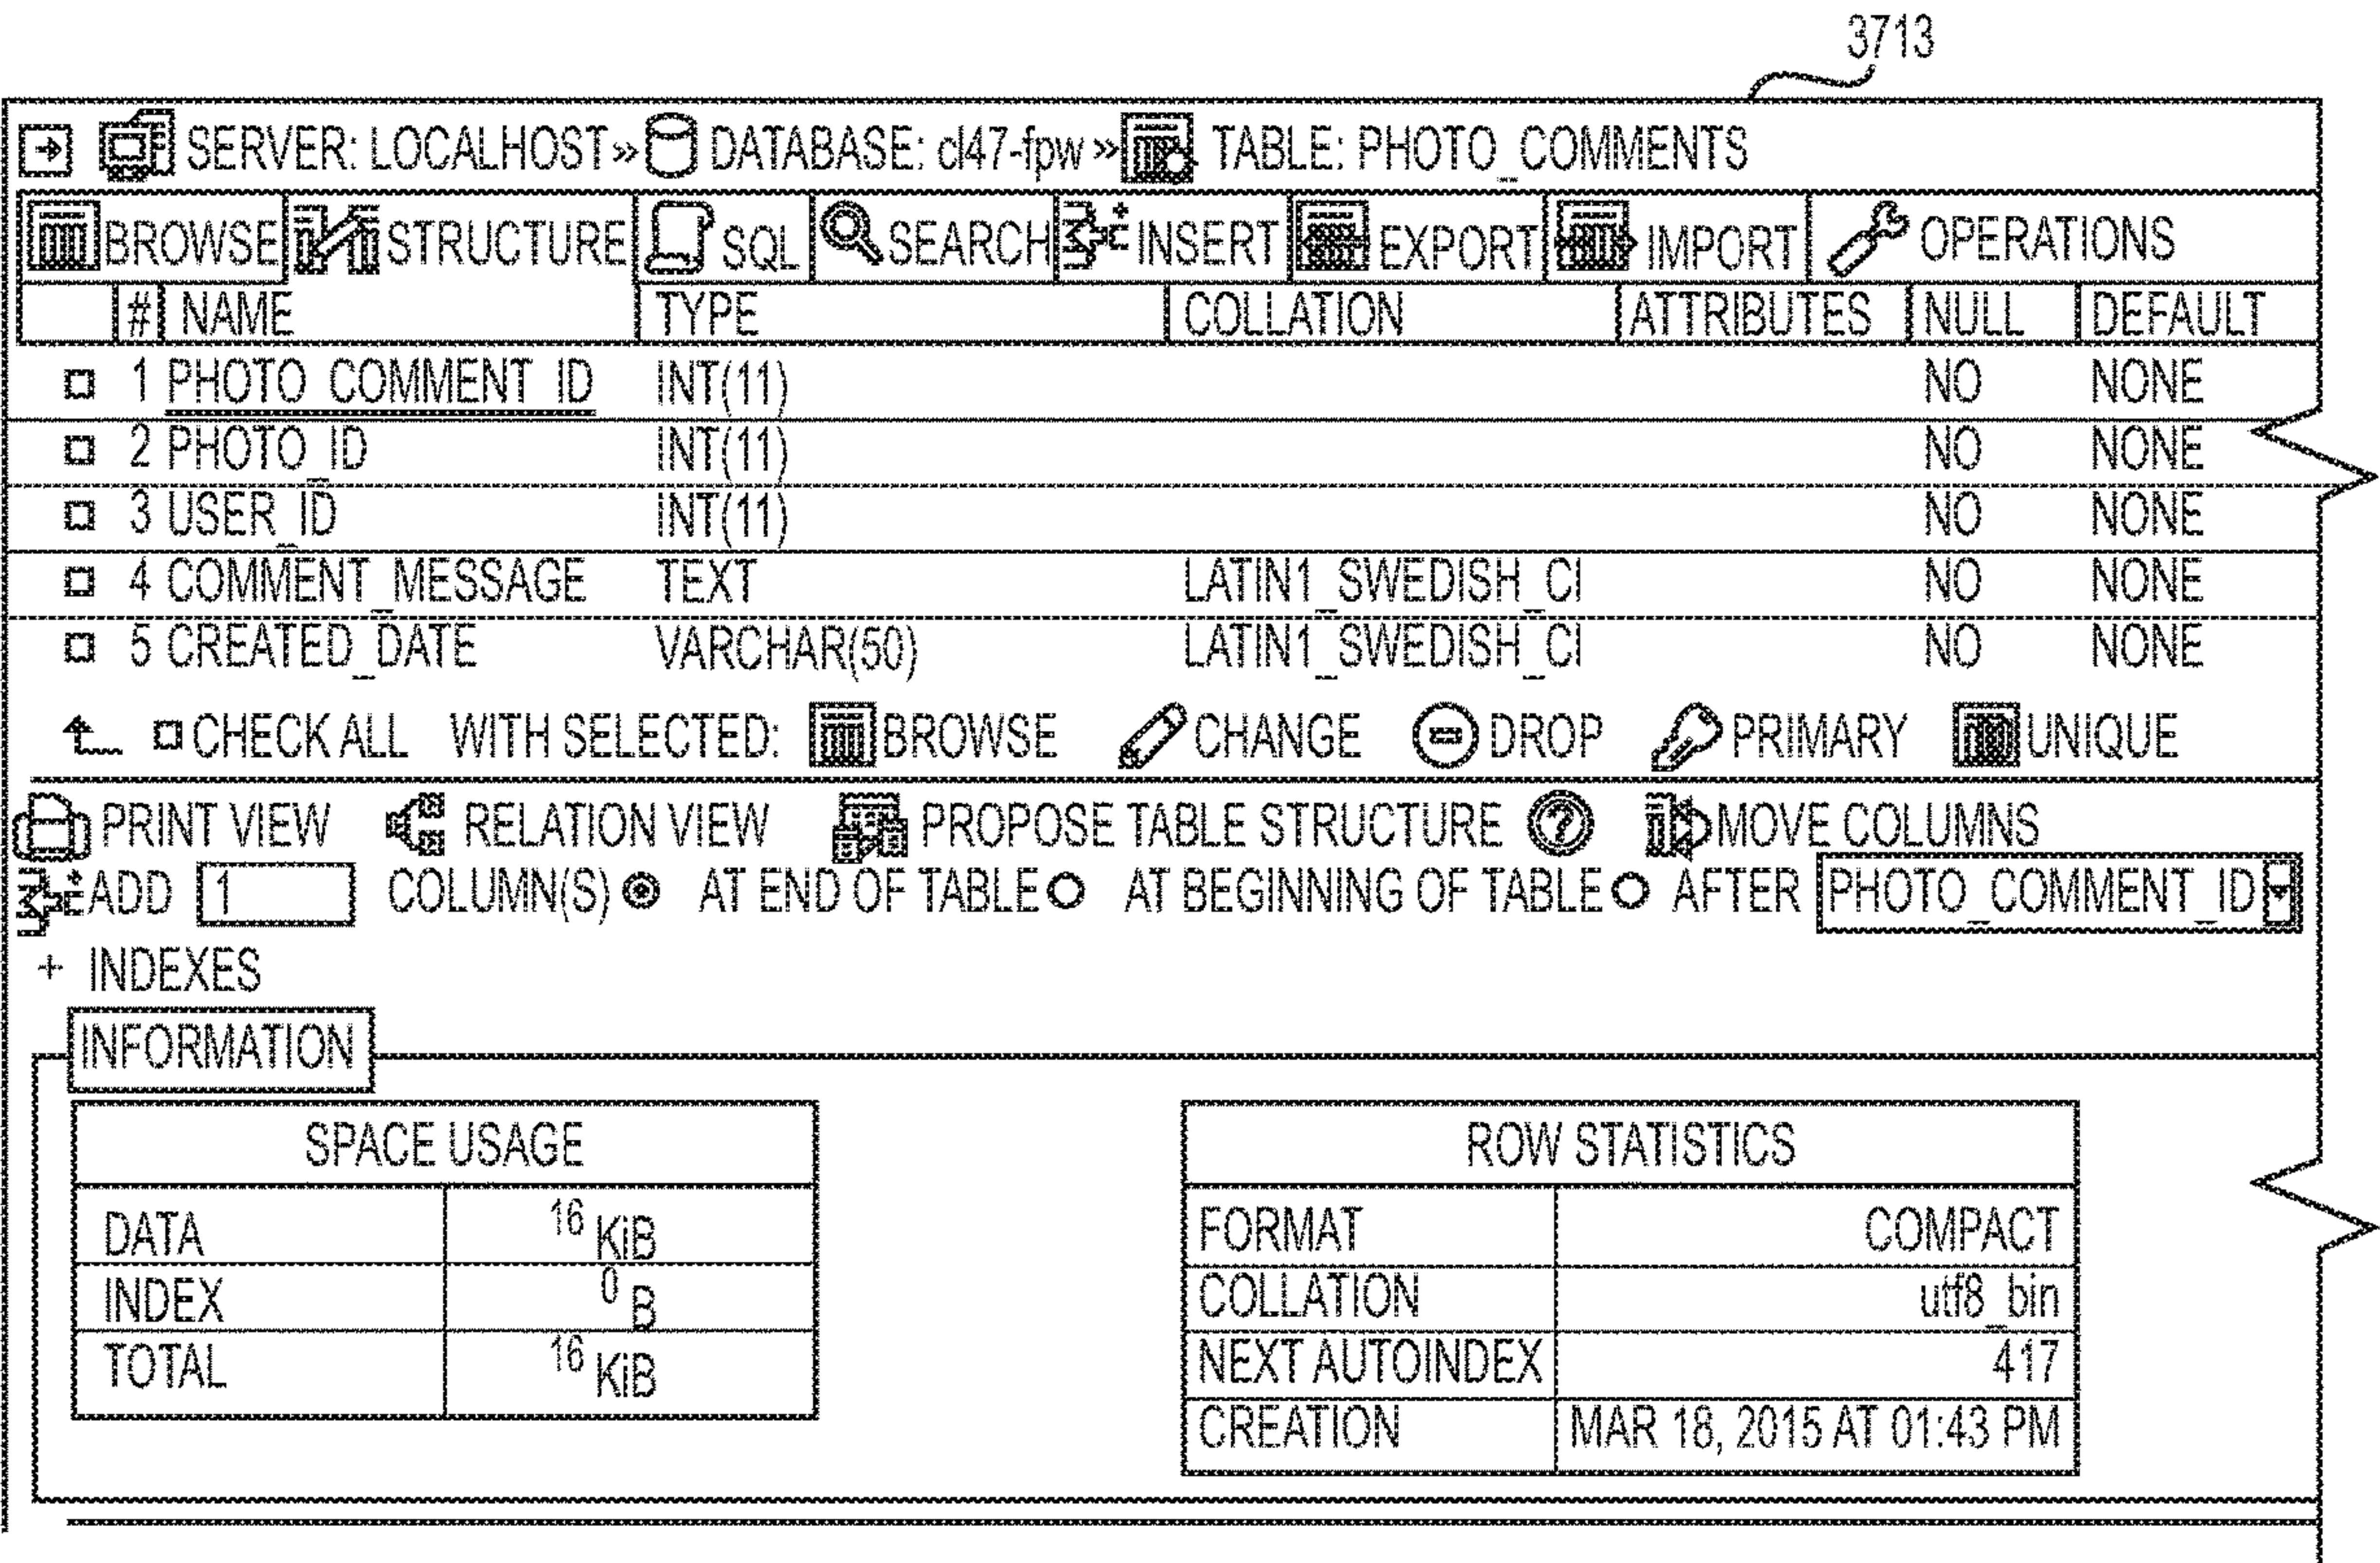 3713
SERVER: LOCALHOST » DATABASE: cl47-fpw » TABLE: PHOTO_COMMENTS
BROWSE STRUCTURE SQL SEARCH INSERT EXPORT IMPORT OPERATIONS
# NAME TYPE COLLATION ATTRIBUTES NULL DEFAULT
1 PHOTO_COMMENT_ID INT(11) NO NONE
2 PHOTO_ID INT(11) NO NONE
3 USER_ID INT(11) NO NONE
4 COMMENT_MESSAGE TEXT LATIN1_SWEDISH_CI NO NONE
5 CREATED_DATE VARCHAR(50) LATIN1_SWEDISH_CI NO NONE
CHECK ALL WITH SELECTED: BROWSE CHANGE DROP PRIMARY UNIQUE
PRINT VIEW RELATION VIEW PROPOSE TABLE STRUCTURE ? MOVE COLUMNS
ADD 1 COLUMN(S) AT END OF TABLE AT BEGINNING OF TABLE AFTER PHOTO_COMMENT_ID
+ INDEXES
INFORMATION
SPACE USAGE
DATA 16 KiB
INDEX 0 B
TOTAL 16 KiB
ROW STATISTICS
FORMAT COMPACT
COLLATION utf8_bin
NEXT AUTOINDEX 417
CREATION MAR 18, 2015 AT 01:43 PM